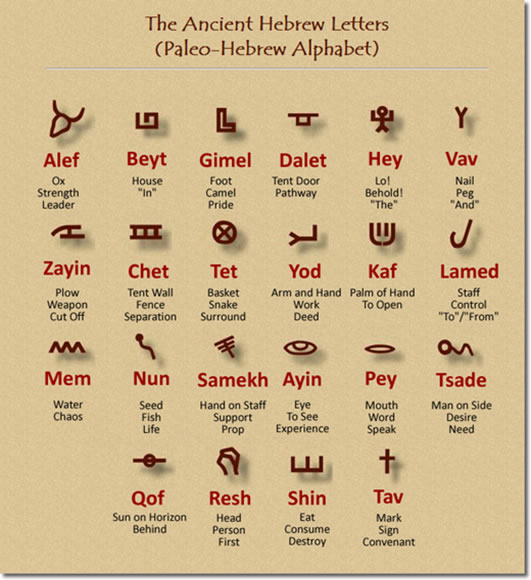 The Ancient Hebrew Letters
(Paleo-Hebrew Alphabet)
Alef
Ox
Strength
Leader
Beyt
House
"In"
Gimel
Foot
Camel
Pride
Dalet
Tent Door
Pathway
Hey
Lo!
Behold!
"The"
Vav
Nail
Peg
"And"
Zayin
Plow
Weapon
Cut Off
Chet
Tent Wall
Fence
Separation
Tet
Basket
Snake
Surround
Yod
Arm and Hand
Work
Deed
Kaf
Palm of Hand
To Open
Lamed
Staff
Control
"To"/"From"
Mem
Water
Chaos
Nun
Seed
Fish
Life
Samekh
Hand on Staff
Support
Prop
Ayin
Eye
To See
Experience
Pey
Mouth
Word
Speak
Tsade
Man on Side
Desire
Need
Qof
Sun on Horizon
Behind
Resh
Head
Person
First
Shin
Eat
Consume
Destroy
Tav
Mark
Sign
Convenant